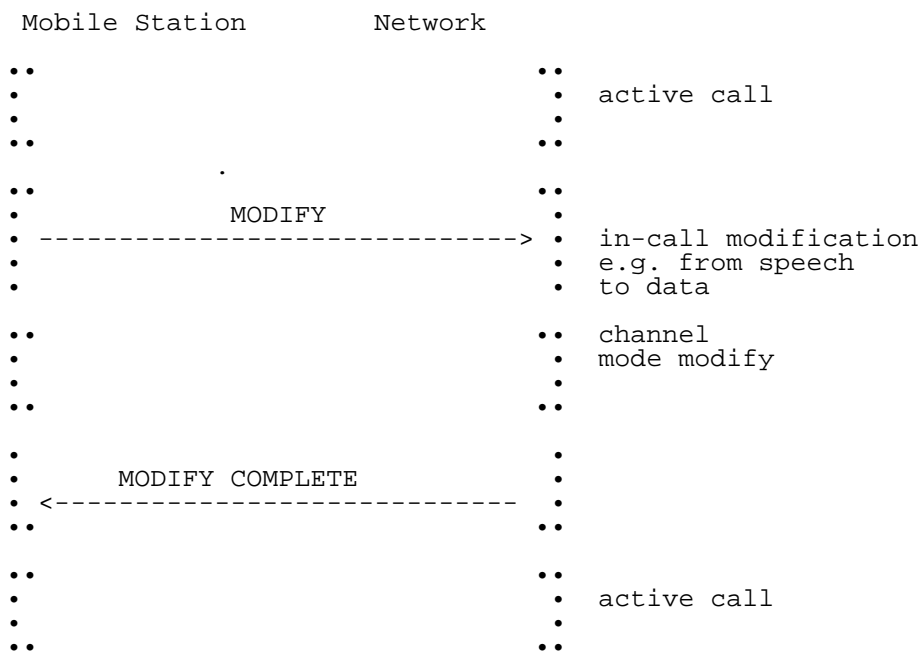 Mobile Station Network
active call
MODIFY
-------------------------------> in-call modification
e.g. from speech
to data
channel
mode modify
MODIFY COMPLETE
<------------------------------
active call